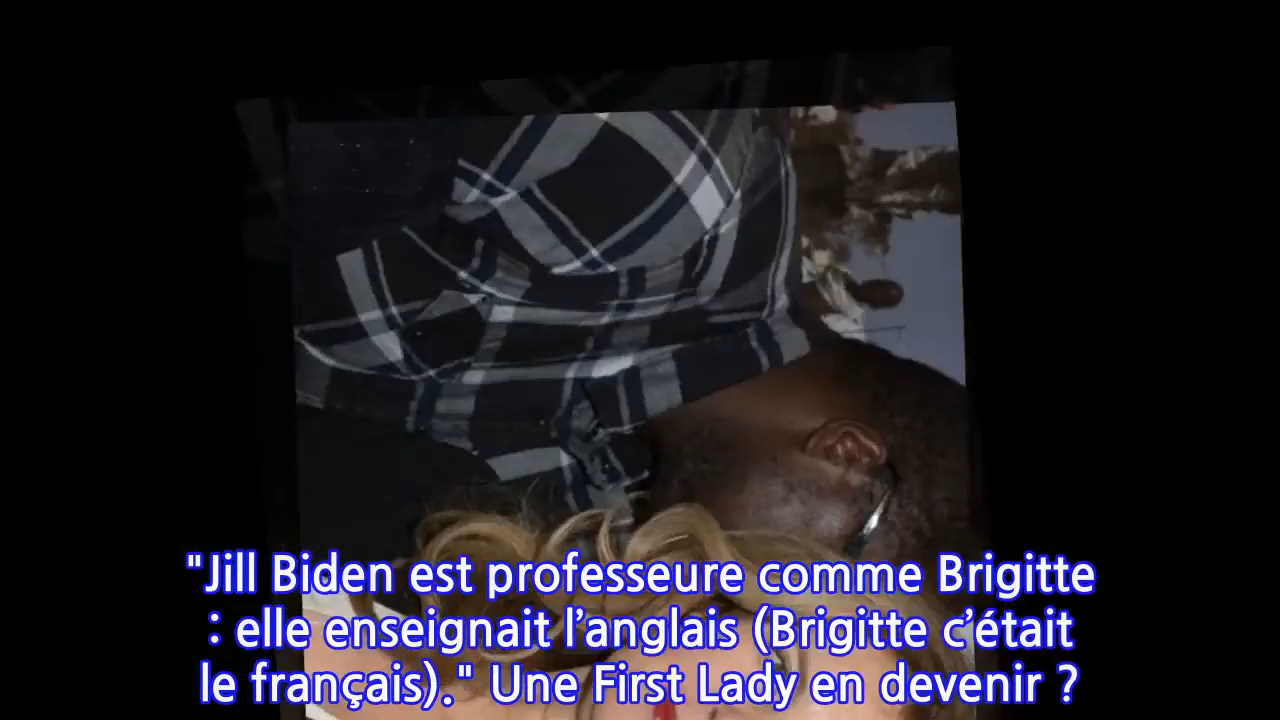 "Jill Biden est professeure comme Brigitte
: elle enseignait l’anglais (Brigitte c’était
le français)." Une First Lady en devenir ?